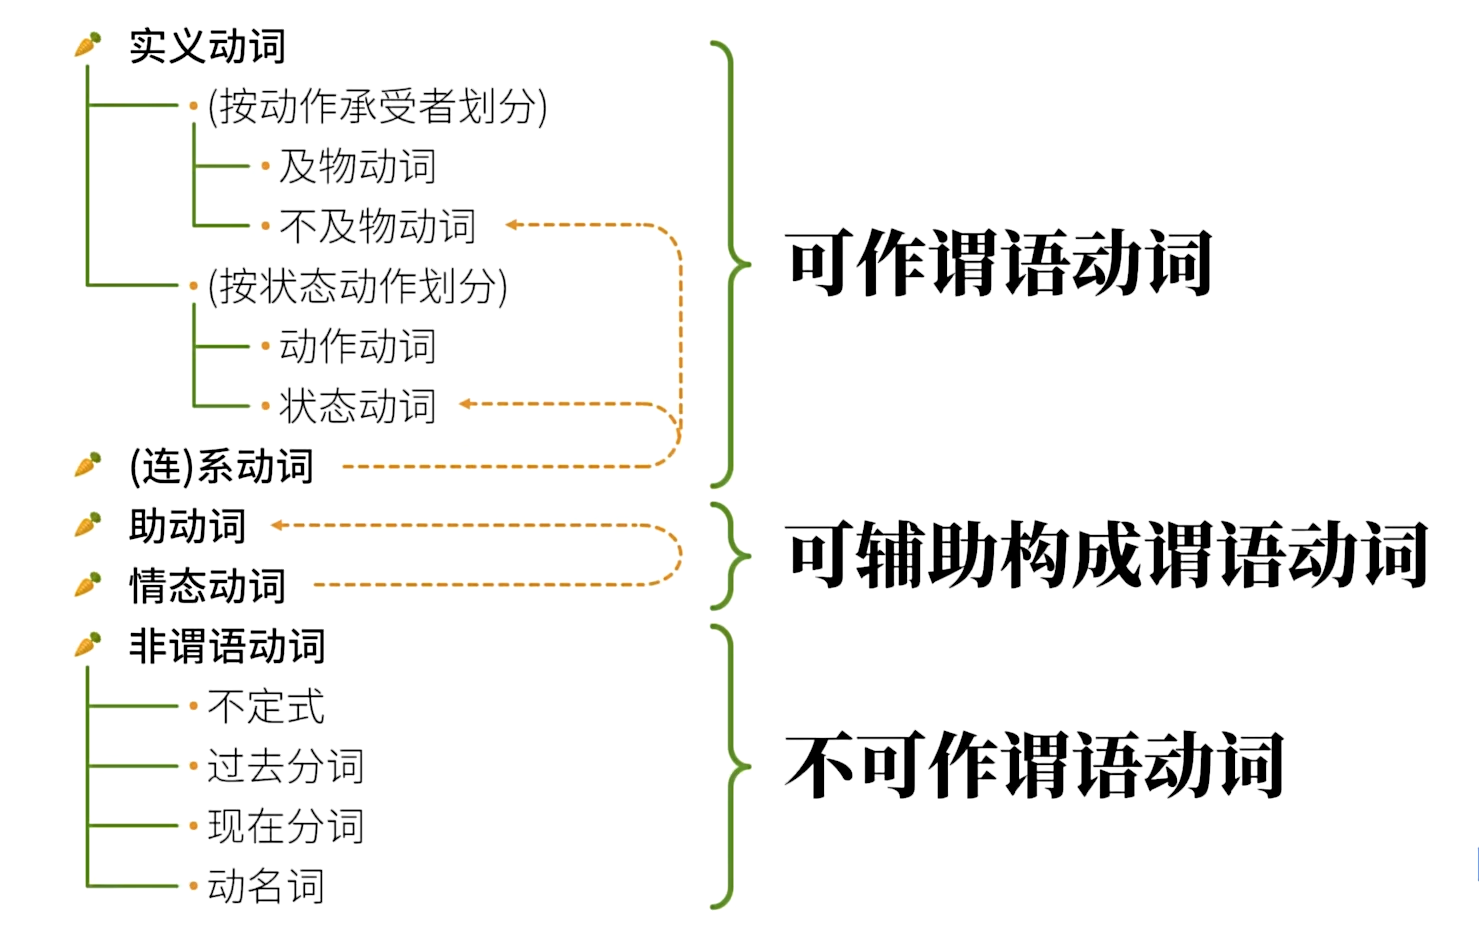 实义动词
(按动作承受者划分)
及物动词
不及物动词
(按状态动作划分)
动作动词
状态动词
(连)系动词
可作谓语动词
助动词
情态动词
可辅助构成谓语动词
非谓语动词
不定式
过去分词
现在分词
动名词
不可作谓语动词